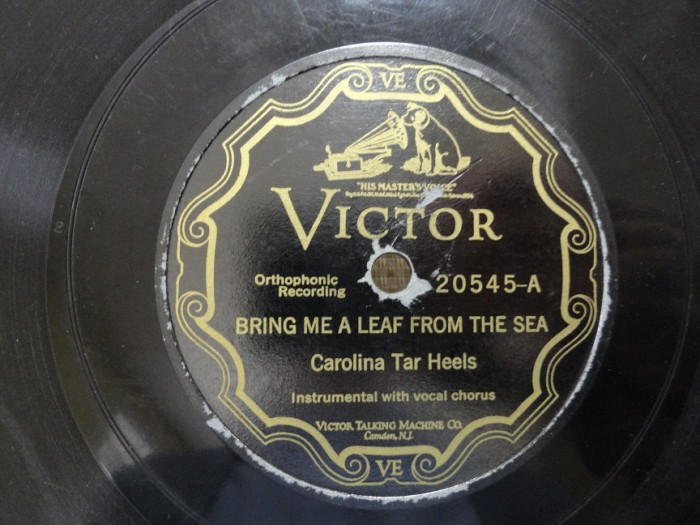 VE
"HIS MASTER'S VOICE"
VICTOR
Orthophonic
Recording
20545-A
BRING ME A LEAF FROM THE SEA
Carolina Tar Heels
Instrumental with vocal chorus
VICTOR TALKING MACHINE CO.
Camden, N.J.
VE